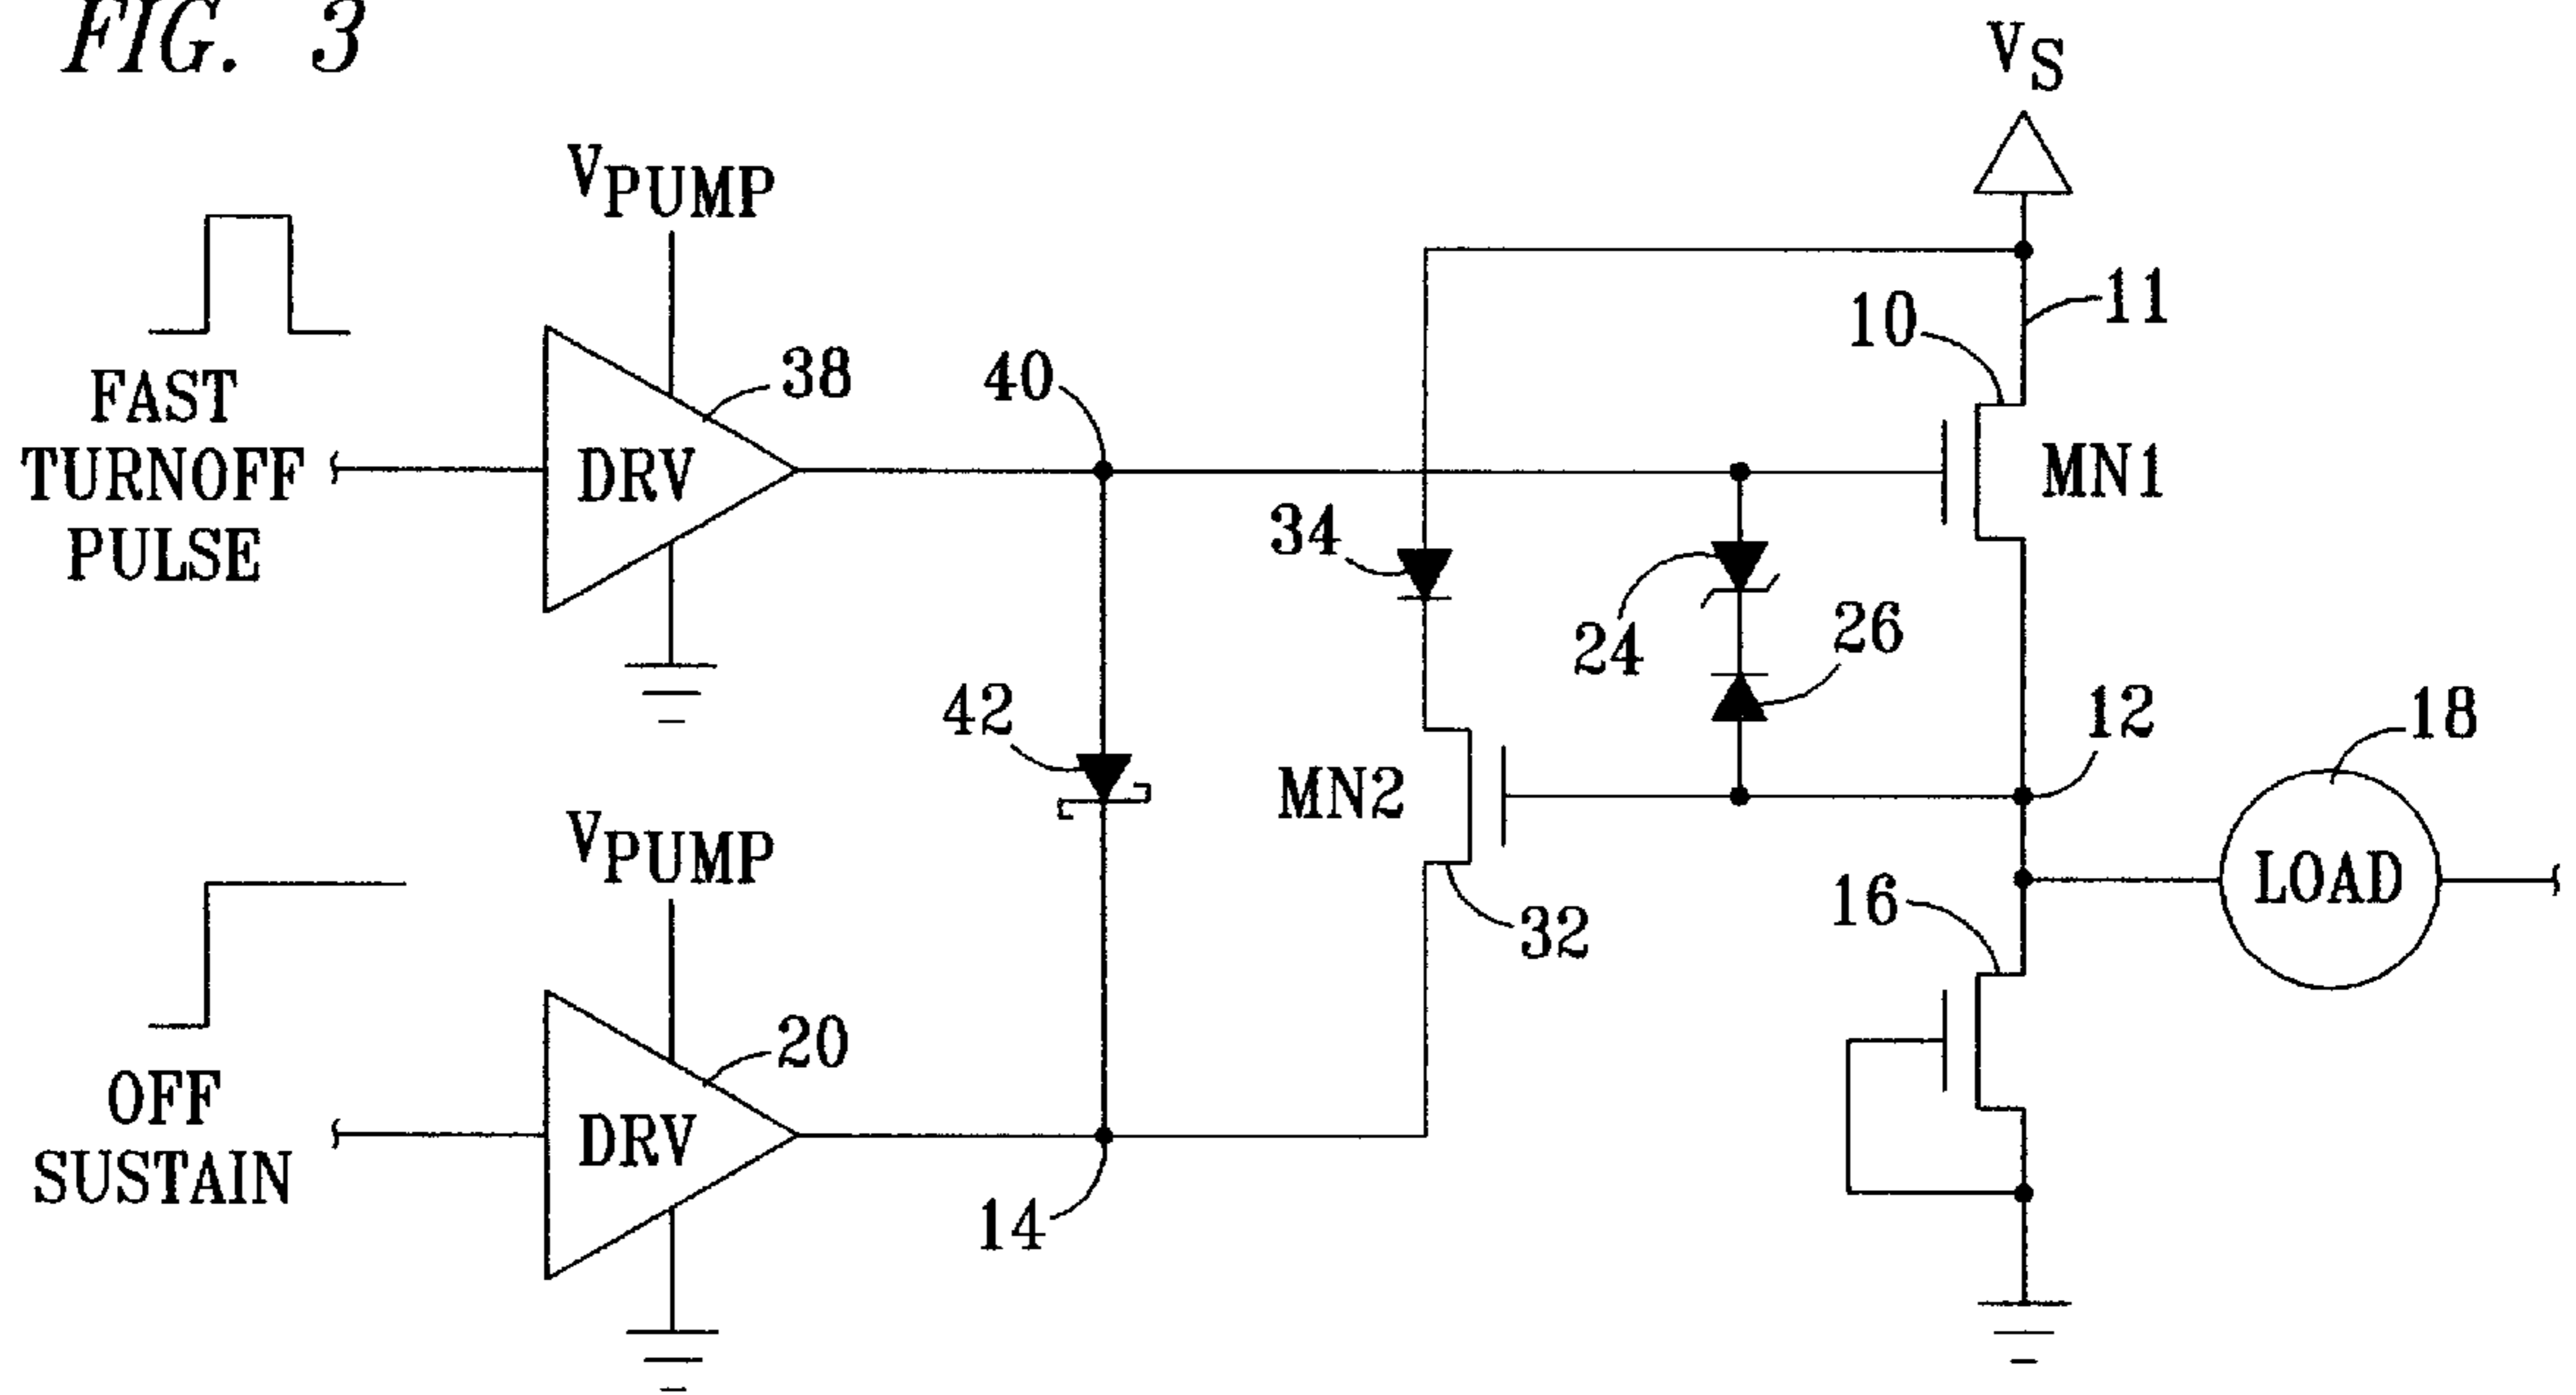 FIG. 3
VS
VPUMP
FAST
TURNOFF
PULSE
DRV
38
40
10
11
MN1
34
24
26
42
MN2
12
18
LOAD
32
16
VPUMP
OFF
SUSTAIN
DRV
20
14